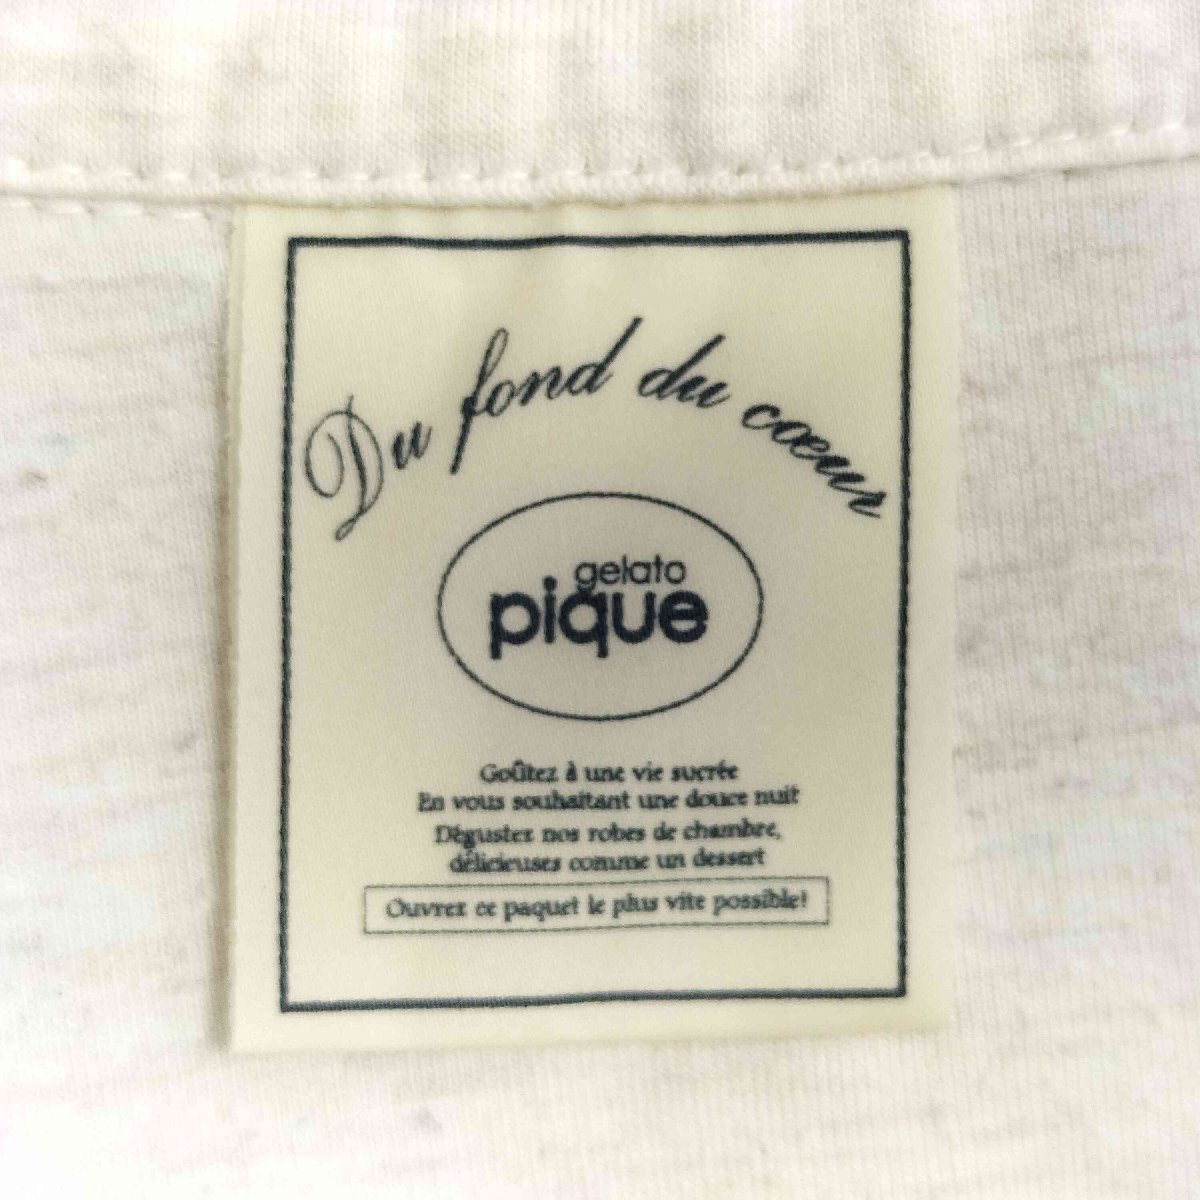 Du fond du cœur
gelato
pique
Goûtez à une vie sucrée
En vous souhaitant une douce nuit
Dégustez nos robes de chambre,
délicieuses comme un dessert
Ouvrez ce paquet le plus vite possible!